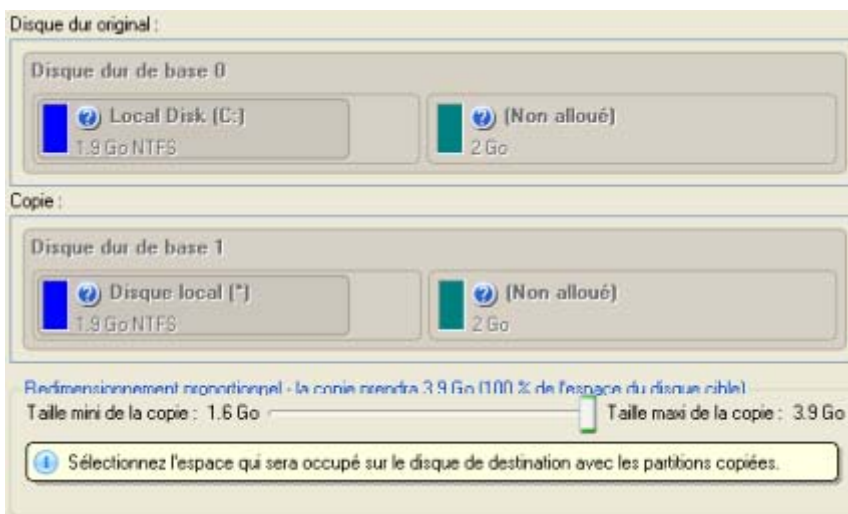 Disque dur original :
Disque dur de base 0
Local Disk (C:)
1.9 Go NTFS
(Non alloué)
2 Go
Copie :
Disque dur de base 1
Disque local (*)
1.9 Go NTFS
(Non alloué)
2 Go
Redimensionnement proportionnel - la copie prendra 3.9 Go (100 % de l'espace du disque cible)
Taille mini de la copie : 1.6 Go Taille maxi de la copie : 3.9 Go
Sélectionnez l'espace qui sera occupé sur le disque de destination avec les partitions copiées.